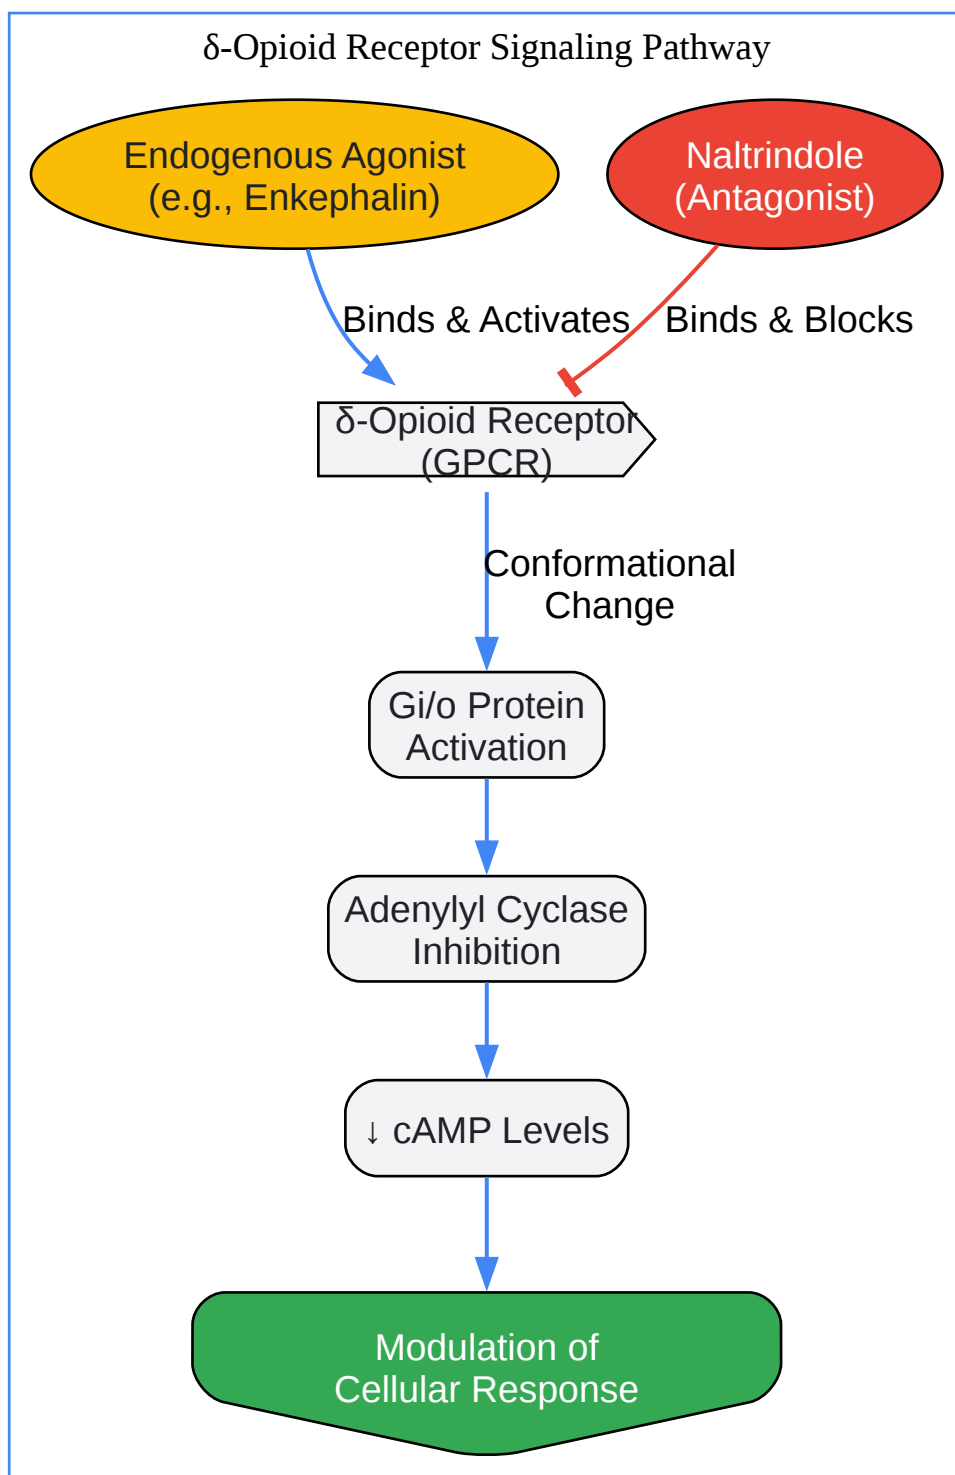 δ-Opioid Receptor Signaling Pathway
Endogenous Agonist
(e.g., Enkephalin)
Naltrindole
(Antagonist)
Binds & Activates
Binds & Blocks
δ-Opioid Receptor
(GPCR)
Conformational
Change
Gi/o Protein
Activation
Adenylyl Cyclase
Inhibition
↓ cAMP Levels
Modulation of
Cellular Response